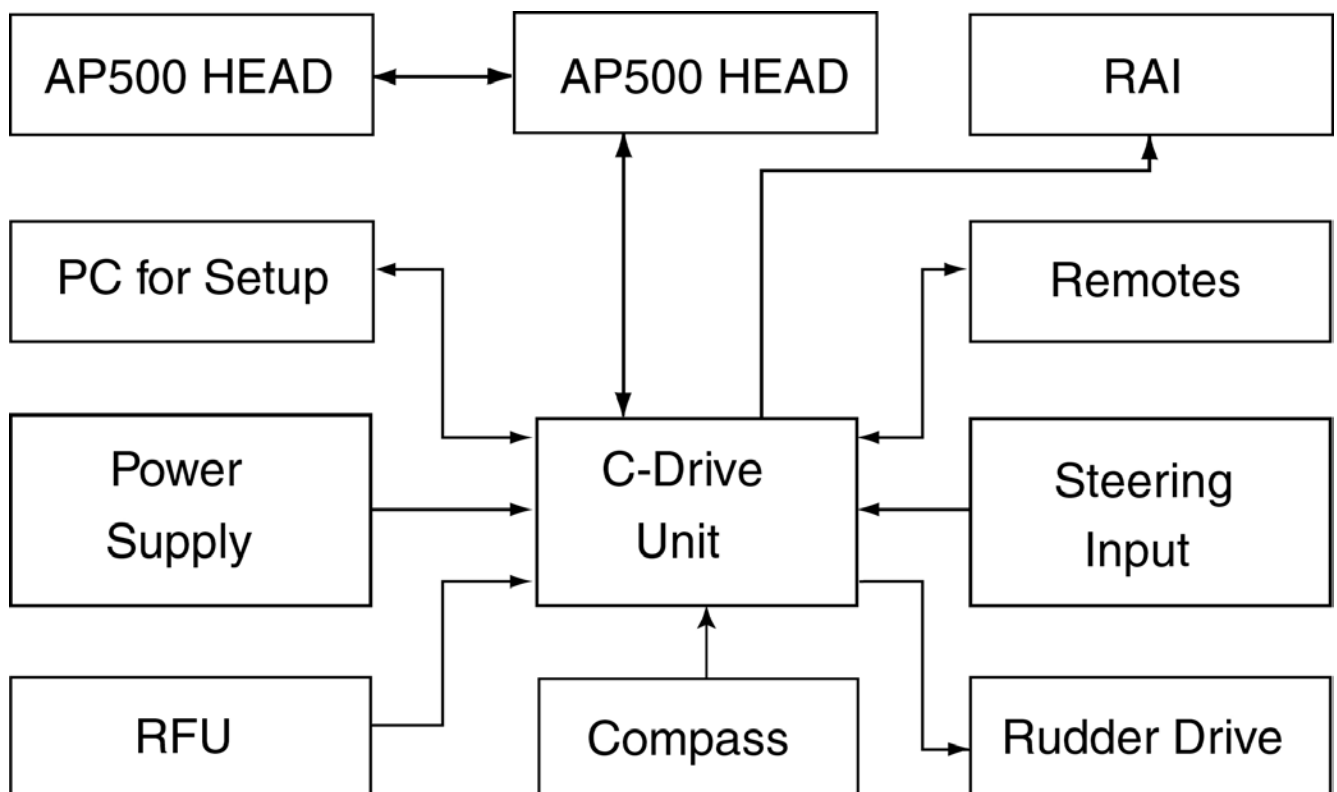 AP500 HEAD
AP500 HEAD
RAI
PC for Setup
Remotes
Power
Supply
C-Drive
Unit
Steering
Input
RFU
Compass
Rudder Drive